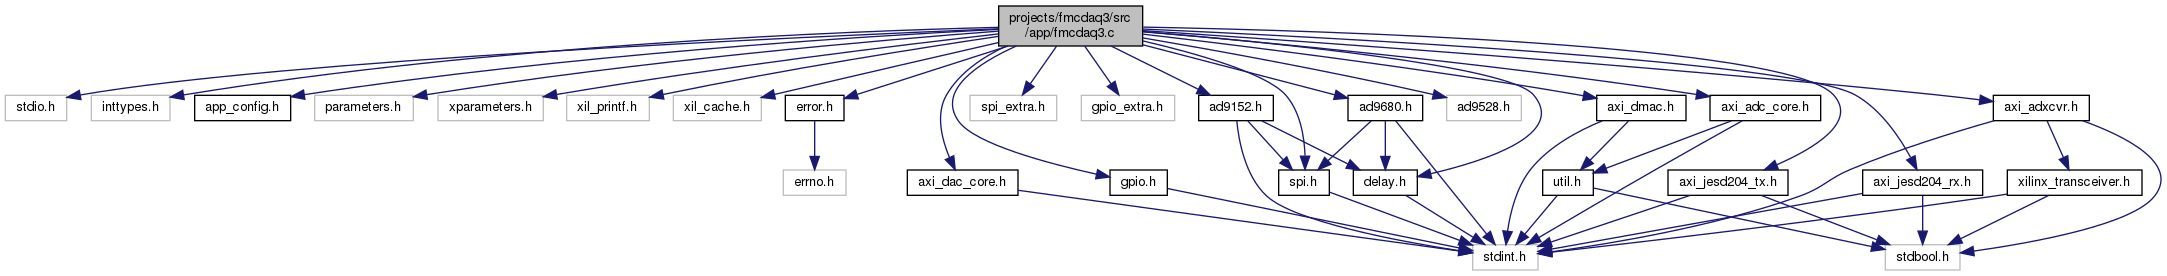 projects/fmcdaq3/src
/app/fmcdaq3.c
stdio.h
inttypes.h
app_config.h
parameters.h
xparameters.h
xil_printf.h
xil_cache.h
error.h
spi_extra.h
gpio_extra.h
ad9152.h
ad9680.h
ad9528.h
axi_dmac.h
axi_adc_core.h
axi_adxcvr.h
errno.h
axi_dac_core.h
gpio.h
spi.h
delay.h
util.h
axi_jesd204_tx.h
axi_jesd204_rx.h
xilinx_transceiver.h
stdint.h
stdbool.h